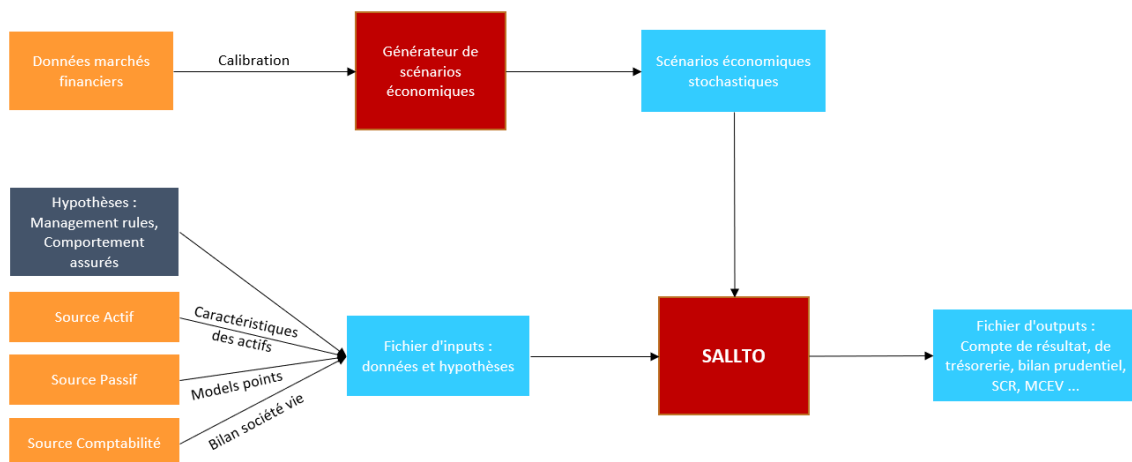 Données marchés
financiers
Calibration
Générateur de
scénarios
économiques
Scénarios économiques
stochastiques
Hypothèses :
Management rules,
Comportement
assurés
Source Actif
Caractéristiques
des actifs
Source Passif
Models points
Source Comptabilité
Bilan société vie
Fichier d'inputs :
données et hypothèses
SALLTO
Fichier d'outputs :
Compte de résultat, de
trésorerie, bilan prudentiel,
SCR, MCEV ...